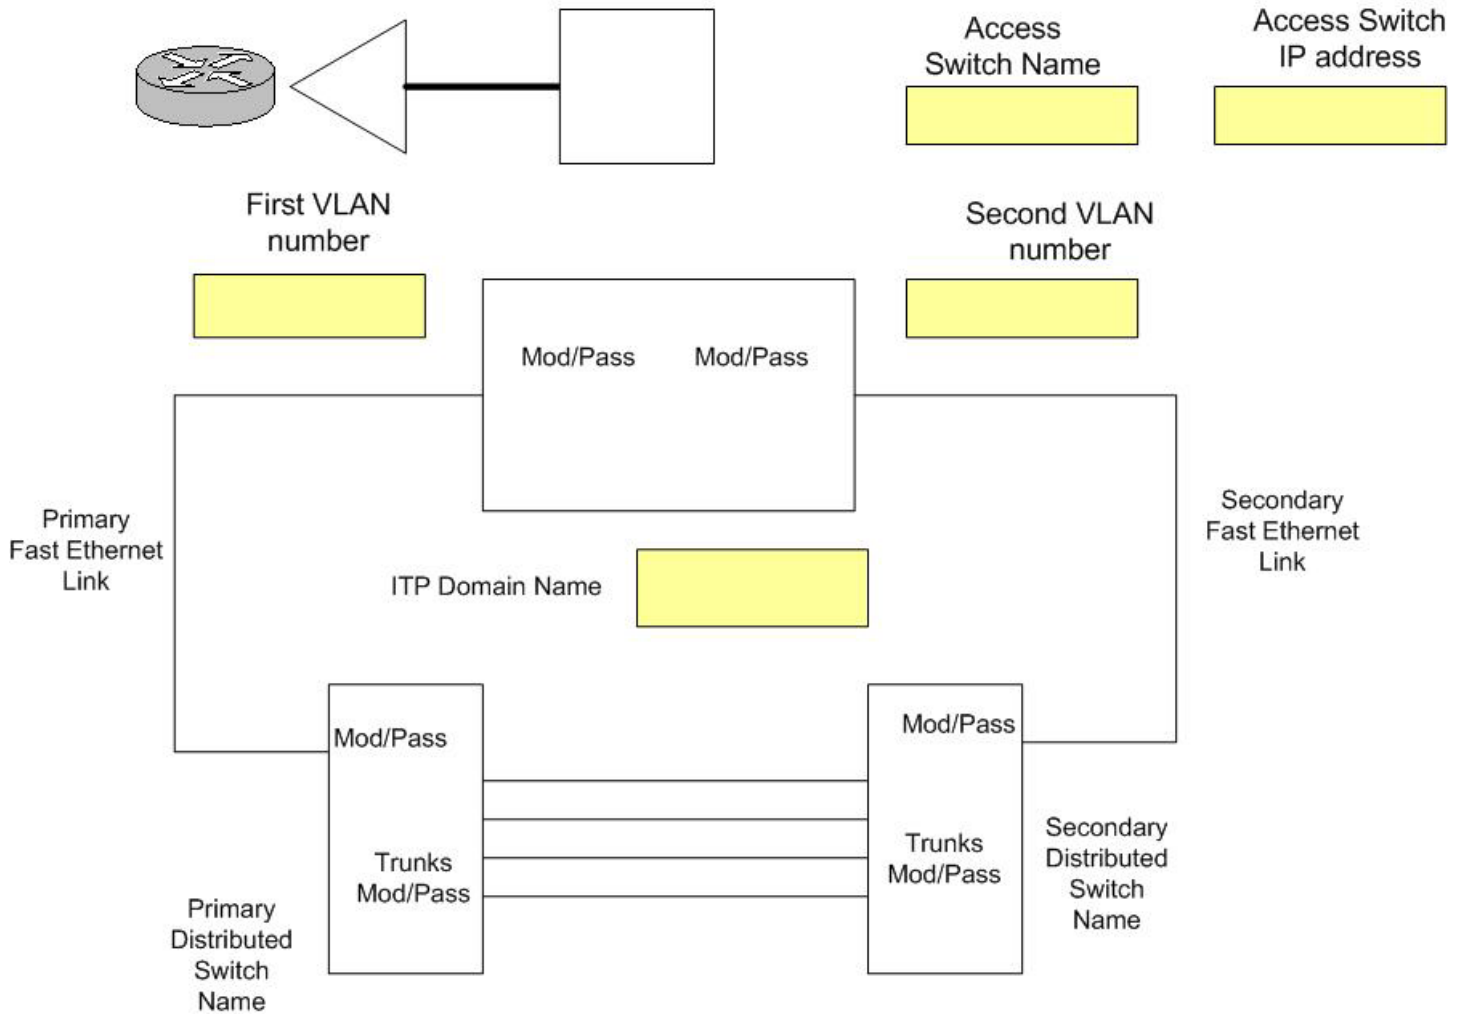 Access
Switch Name
Access Switch
IP address
First VLAN
number
Second VLAN
number
Mod/Pass
Mod/Pass
Primary
Fast Ethernet
Link
Secondary
Fast Ethernet
Link
ITP Domain Name
Mod/Pass
Mod/Pass
Trunks
Mod/Pass
Trunks
Mod/Pass
Primary
Distributed
Switch
Name
Secondary
Distributed
Switch
Name